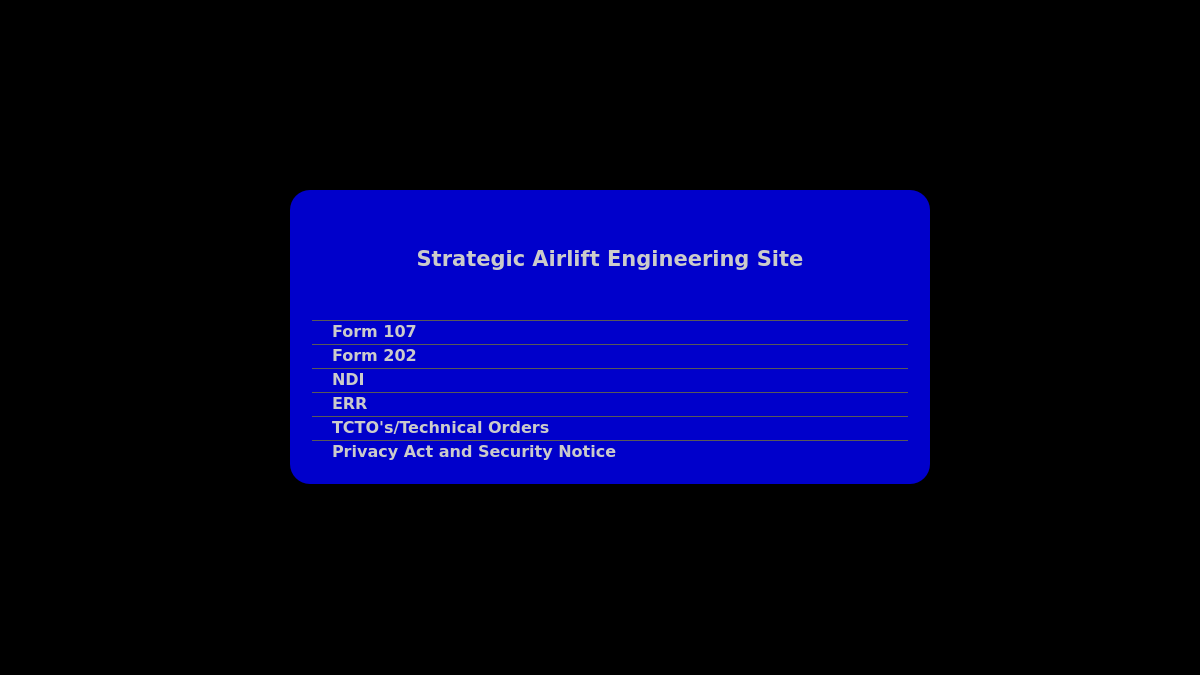 Strategic Airlift Engineering Site
Form 107
Form 202
NDI
ERR
TCTO's/Technical Orders
Privacy Act and Security Notice